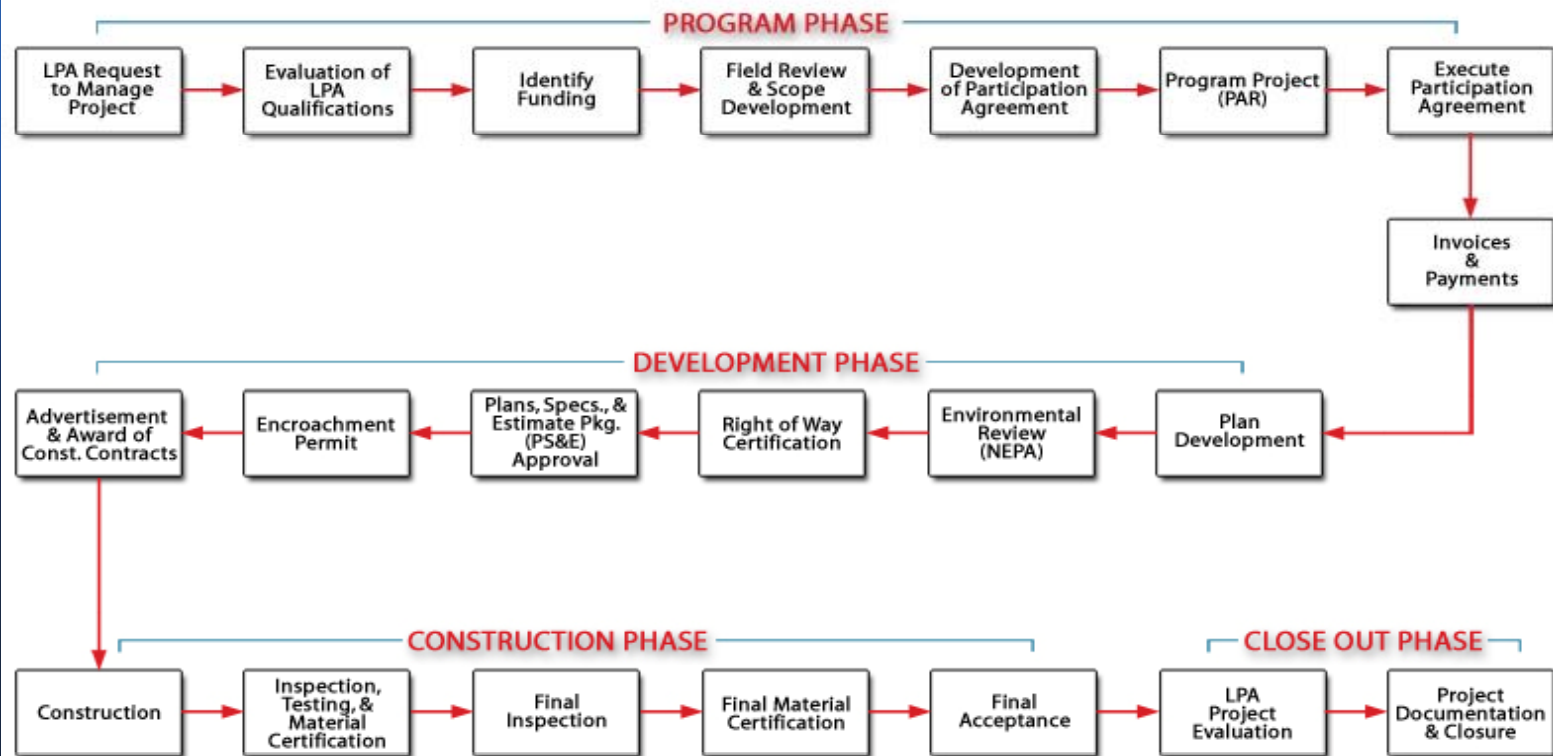 PROGRAM PHASE
LPA Request
to Manage
Project
Evaluation of
LPA
Qualifications
Identify
Funding
Field Review
& Scope
Development
Development
of Participation
Agreement
Program Project
(PAR)
Execute
Participation
Agreement
Invoices
&
Payments
DEVELOPMENT PHASE
Advertisement
& Award of
Const. Contracts
Encroachment
Permit
Plans, Specs., &
Estimate Pkg.
(PS&E)
Approval
Right of Way
Certification
Environmental
Review
(NEPA)
Plan
Development
CONSTRUCTION PHASE
CLOSE OUT PHASE
Construction
Inspection,
Testing, &
Material
Certification
Final
Inspection
Final Material
Certification
Final
Acceptance
LPA
Project
Evaluation
Project
Documentation
& Closure